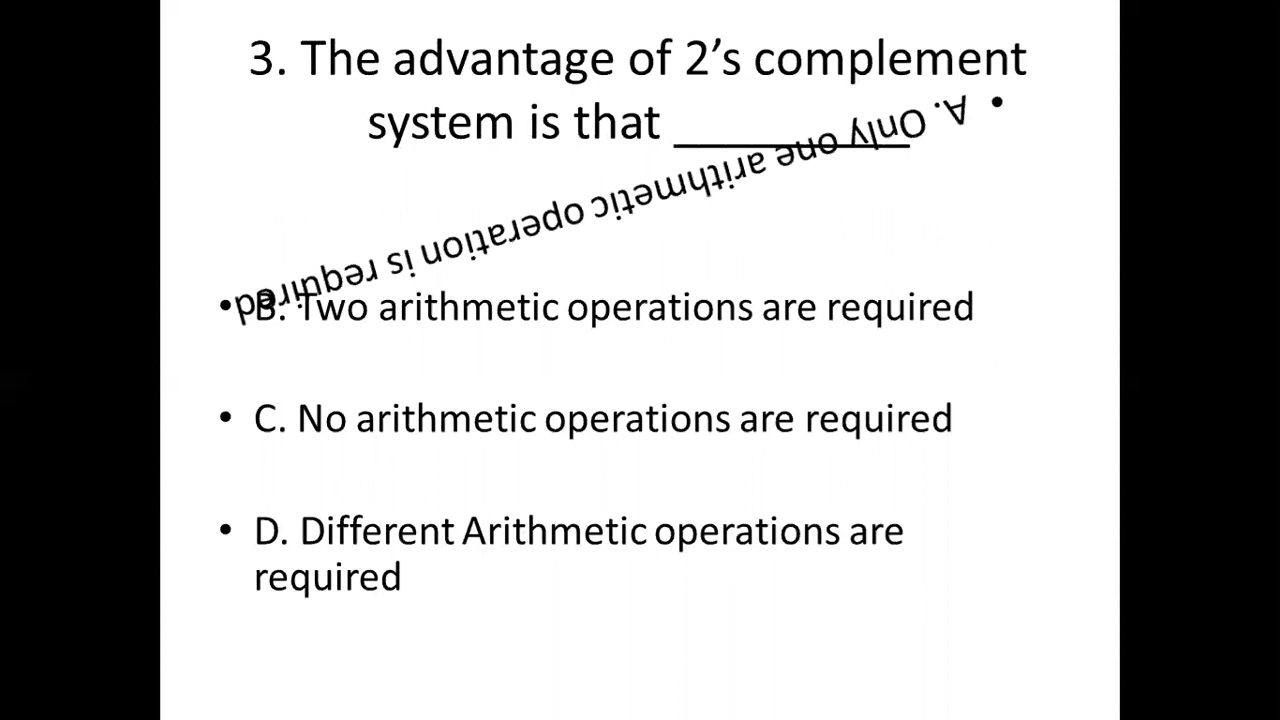 3. The advantage of 2’s complement
system is that __________
• A. Only one arithmetic operation is required
• B. Two arithmetic operations are required
• C. No arithmetic operations are required
• D. Different Arithmetic operations are
required